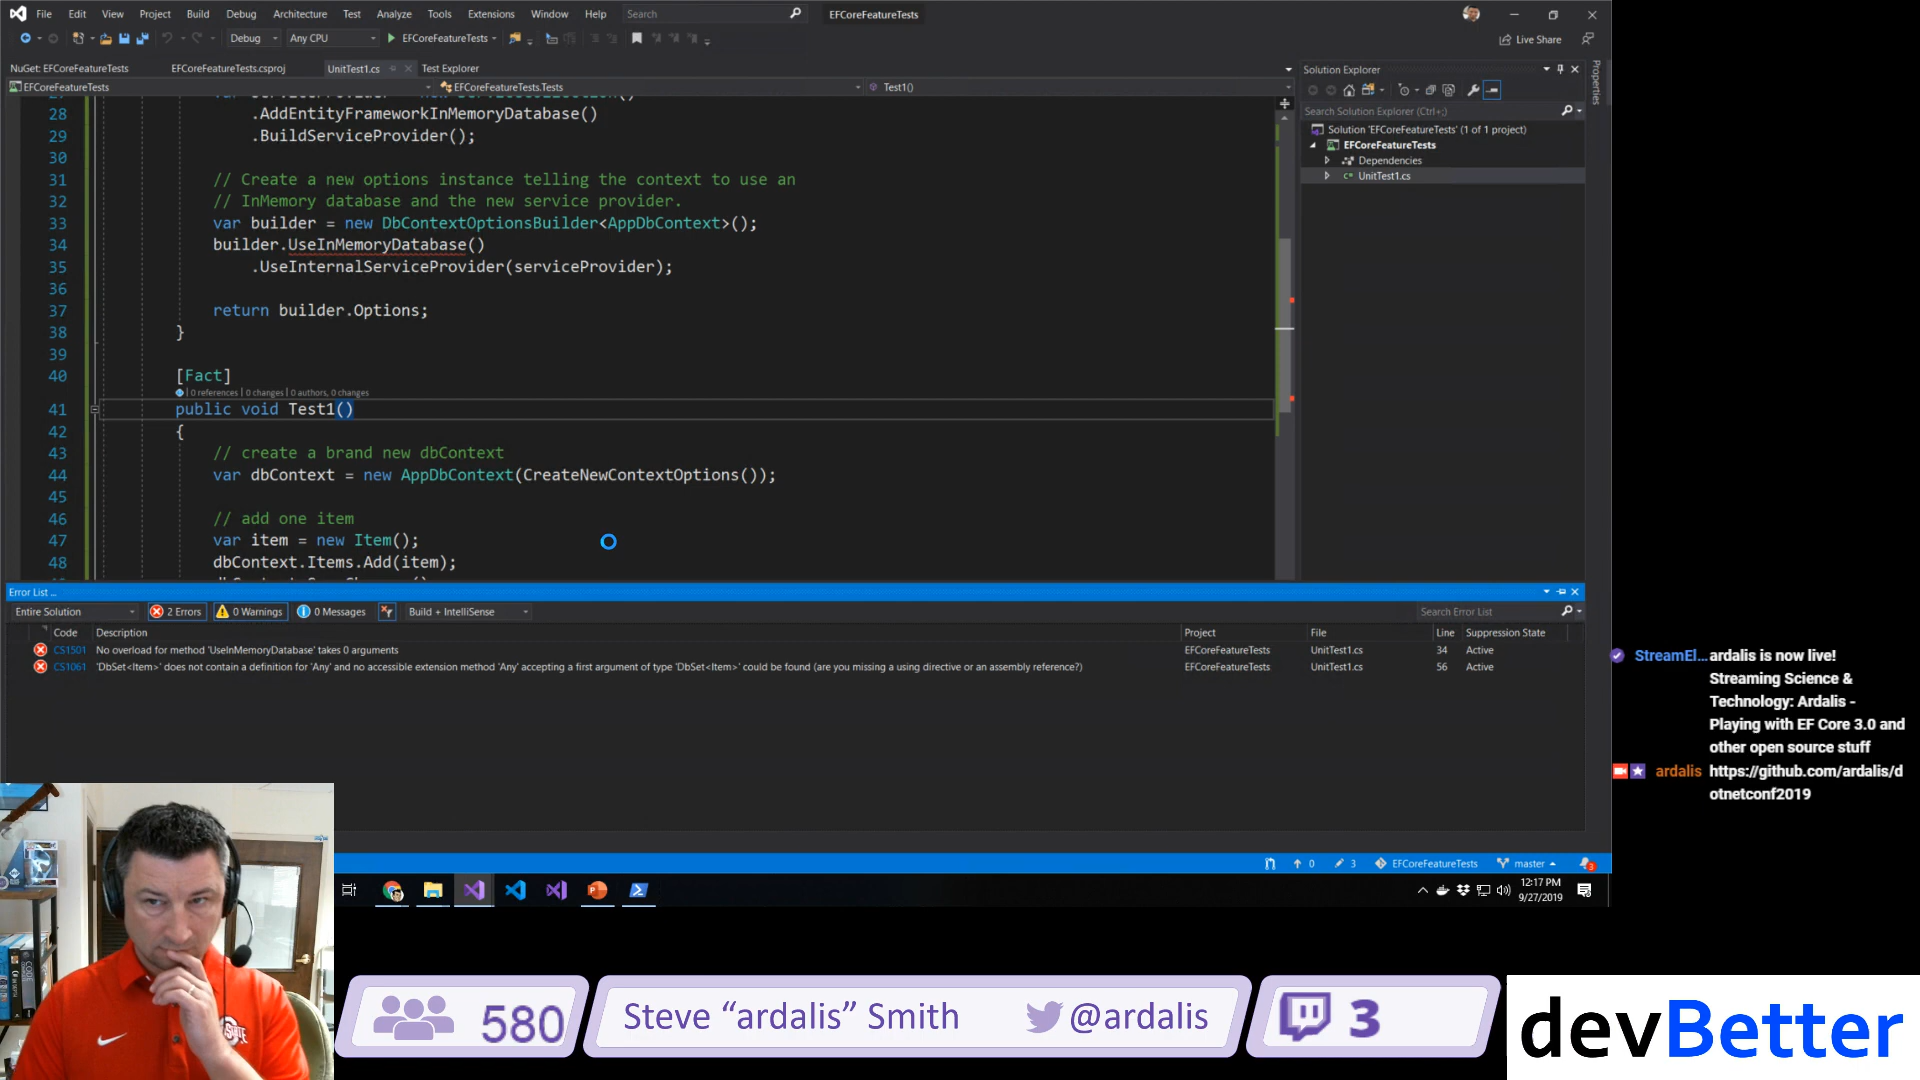 File Edit View Project Build Debug Architecture Test Analyze Tools Extensions Window Help Search EFCoreFeatureTests
Debug Any CPU EFCoreFeatureTests Live Share
NuGet: EFCoreFeatureTests EFCoreFeatureTests.csproj UnitTest1.cs Test Explorer
EFCoreFeatureTests EFCoreFeatureTests.Tests Test1()
28 .AddEntityFrameworkInMemoryDatabase()
29 .BuildServiceProvider();
30
31 // Create a new options instance telling the context to use an
32 // InMemory database and the new service provider.
33 var builder = new DbContextOptionsBuilder<AppDbContext>();
34 builder.UseInMemoryDatabase()
35 .UseInternalServiceProvider(serviceProvider);
36
37 return builder.Options;
38 }
39
40 [Fact]
0 references | 0 changes | 0 authors, 0 changes
41 public void Test1()
42 {
43 // create a brand new dbContext
44 var dbContext = new AppDbContext(CreateNewContextOptions());
45
46 // add one item
47 var item = new Item();
48 dbContext.Items.Add(item);
Solution Explorer
Search Solution Explorer (Ctrl+;)
Solution 'EFCoreFeatureTests' (1 of 1 project)
EFCoreFeatureTests
Dependencies
UnitTest1.cs
Properties
Error List ...
Entire Solution 2 Errors 0 Warnings 0 Messages Build + IntelliSense Search Error List
Code Description Project File Line Suppression State
CS1501 No overload for method 'UseInMemoryDatabase' takes 0 arguments EFCoreFeatureTests UnitTest1.cs 34 Active
CS1061 'DbSet<Item>' does not contain a definition for 'Any' and no accessible extension method 'Any' accepting a first argument of type 'DbSet<Item>' could be found (are you missing a using directive or an assembly reference?) EFCoreFeatureTests UnitTest1.cs 56 Active
0 3 EFCoreFeatureTests master 3
12:17 PM
9/27/2019
StreamEl... ardalis is now live!
Streaming Science &
Technology: Ardalis -
Playing with EF Core 3.0 and
other open source stuff
ardalis https://github.com/ardalis/d
otnetconf2019
580
Steve “ardalis” Smith @ardalis
3
devBetter